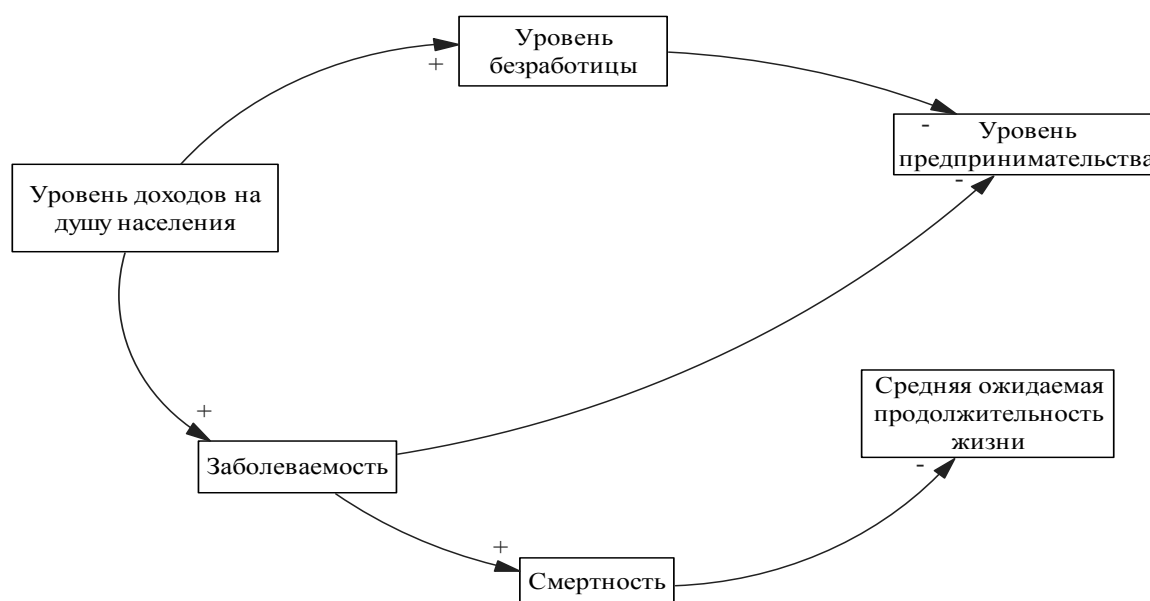 Уровень
безработицы
+
-
Уровень
предпринимательства
-
Уровень доходов на
душу населения
+
Заболеваемость
Средняя ожидаемая
продолжительность
жизни
-
+
Смертность